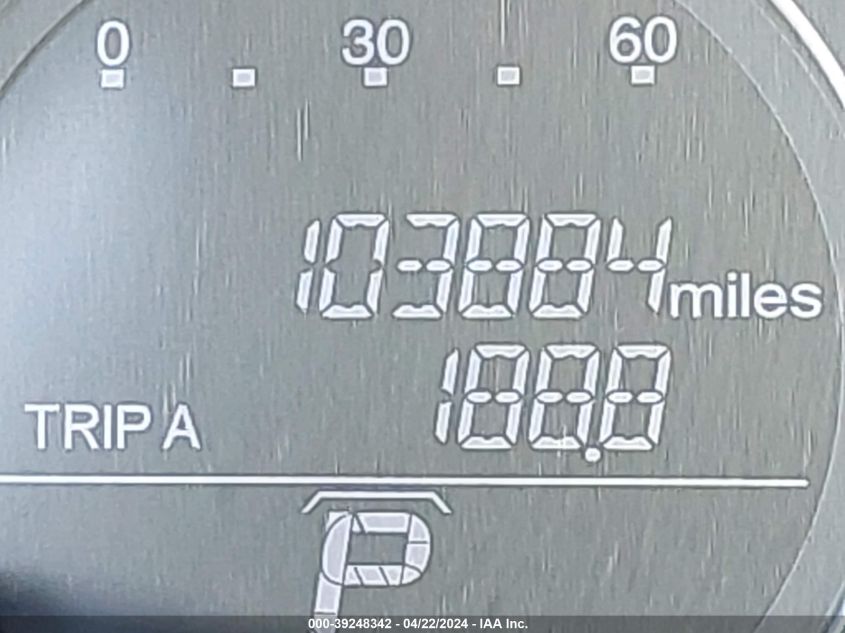 0 30 60
103884 miles
TRIP A 188.8
P
000-39248342 - 04/22/2024 - IAA Inc.